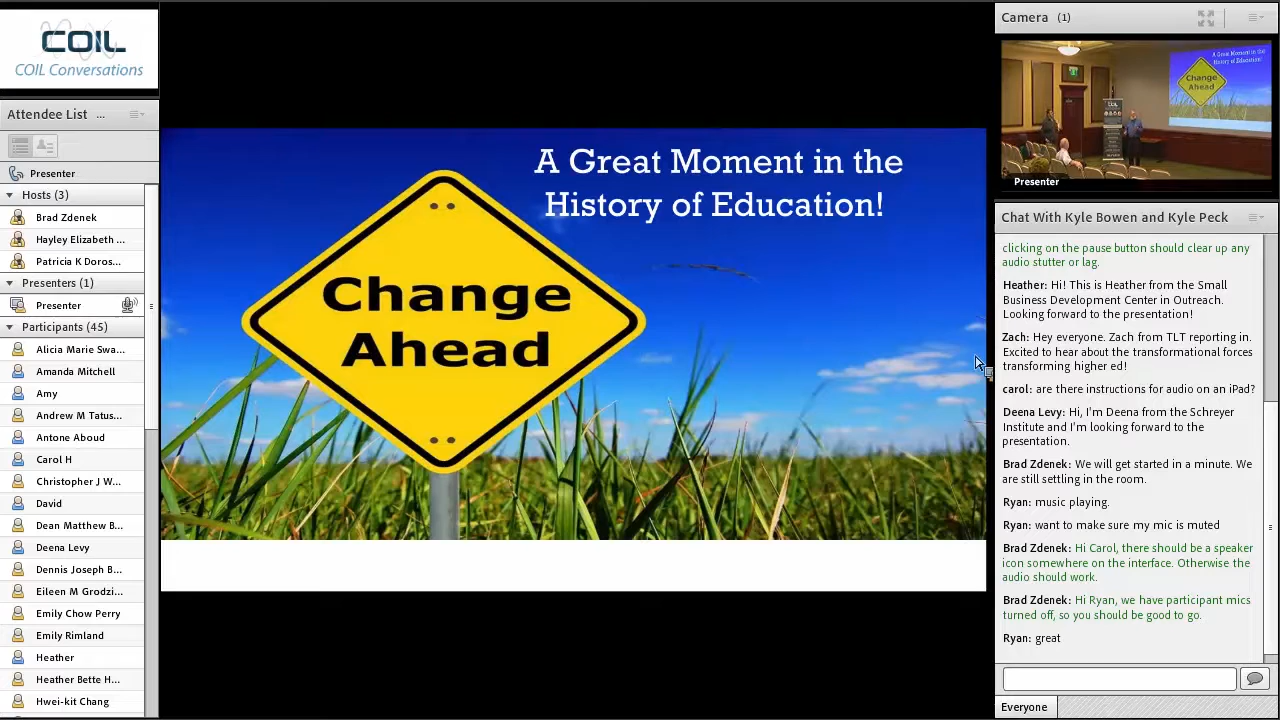 COIL
COIL Conversations
Attendee List ...
Presenter
Hosts (3)
Brad Zdenek
Hayley Elizabeth ...
Patricia K Doros...
Presenters (1)
Presenter
Participants (45)
Alicia Marie Swa...
Amanda Mitchell
Amy
Andrew M Tatus...
Antone Aboud
Carol H
Christopher J W...
David
Dean Matthew B...
Deena Levy
Dennis Joseph B...
Eileen M Grodzi...
Emily Chow Perry
Emily Rimland
Heather
Heather Bette H...
Hwei-kit Chang
A Great Moment in the
History of Education!
Change
Ahead
Camera (1)
A Great Moment in the
History of Education!
Change
Ahead
Presenter
Chat With Kyle Bowen and Kyle Peck
clicking on the pause button should clear up any
audio stutter or lag.
Heather: Hi! This is Heather from the Small
Business Development Center in Outreach.
Looking forward to the presentation!
Zach: Hey everyone. Zach from TLT reporting in.
Excited to hear about the transformational forces
transforming higher ed!
carol: are there instructions for audio on an iPad?
Deena Levy: Hi, I'm Deena from the Schreyer
Institute and I'm looking forward to the
presentation.
Brad Zdenek: We will get started in a minute. We
are still settling in the room.
Ryan: music playing.
Ryan: want to make sure my mic is muted
Brad Zdenek: Hi Carol, there should be a speaker
icon somewhere on the interface. Otherwise the
audio should work.
Brad Zdenek: Hi Ryan, we have participant mics
turned off, so you should be good to go.
Ryan: great
Everyone